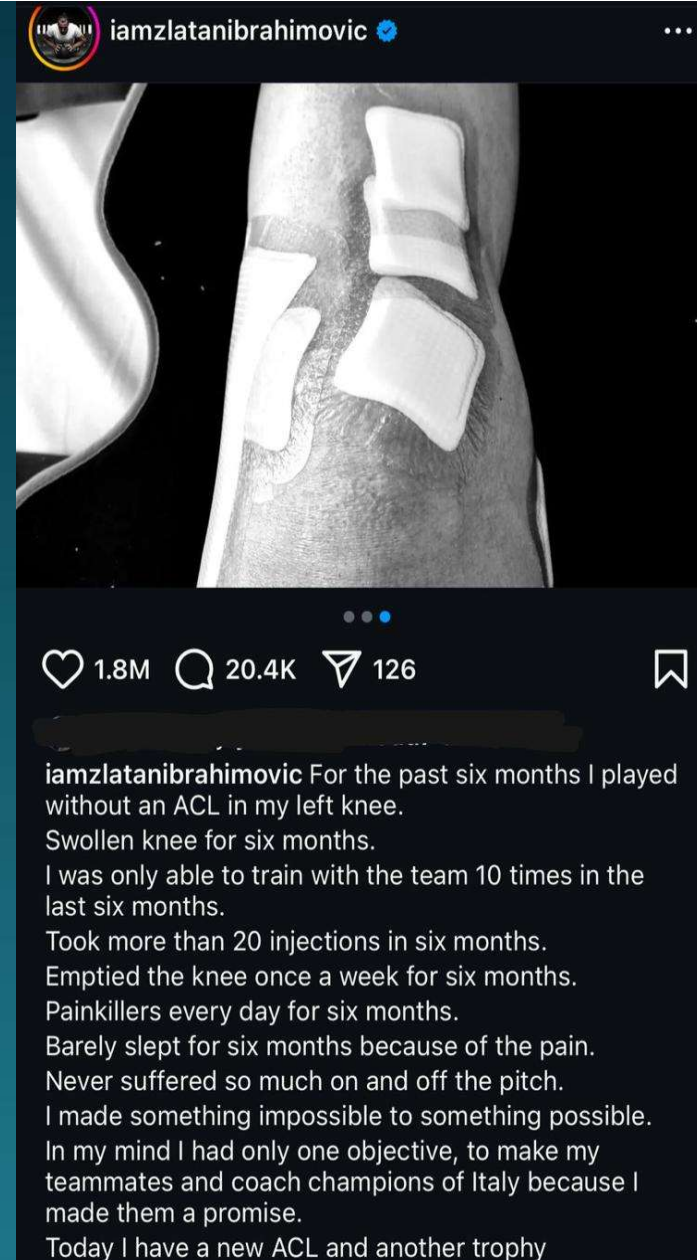 iamzlatanibrahimovic
1.8M 20.4K 126
iamzlatanibrahimovic For the past six months I played
without an ACL in my left knee.
Swollen knee for six months.
I was only able to train with the team 10 times in the
last six months.
Took more than 20 injections in six months.
Emptied the knee once a week for six months.
Painkillers every day for six months.
Barely slept for six months because of the pain.
Never suffered so much on and off the pitch.
I made something impossible to something possible.
In my mind I had only one objective, to make my
teammates and coach champions of Italy because I
made them a promise.
Today I have a new ACL and another trophy